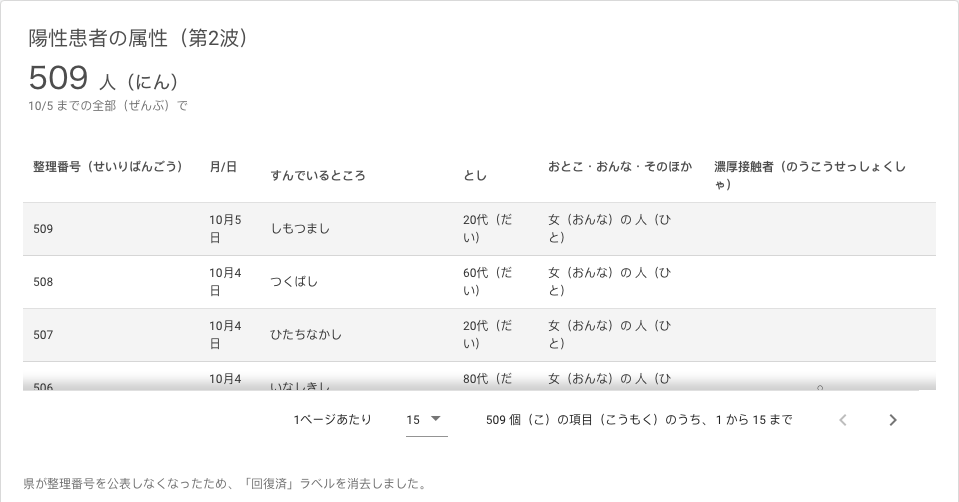 陽性患者の属性（第2波）
509 人（にん）
10/5 までの全部（ぜんぶ）で
整理番号（せいりばんごう） 月/日 すんでいるところ とし おとこ・おんな・そのほか 濃厚接触者（のうこうせっしょくし
ゃ）
509 10月5 しもつまし 20代（だ 女（おんな）の 人（ひ
日 い） と）
508 10月4 つくばし 60代（だ 女（おんな）の 人（ひ
日 い） と）
507 10月4 ひたちなかし 20代（だ 女（おんな）の 人（ひ
日 い） と）
506 10月4 いなしきし 80代（だ 女（おんな）の 人（ひ ○
1ページあたり 15 509 個（こ）の項目（こうもく）のうち、1 から 15 まで
県が整理番号を公表しなくなったため、「回復済」ラベルを消去しました。